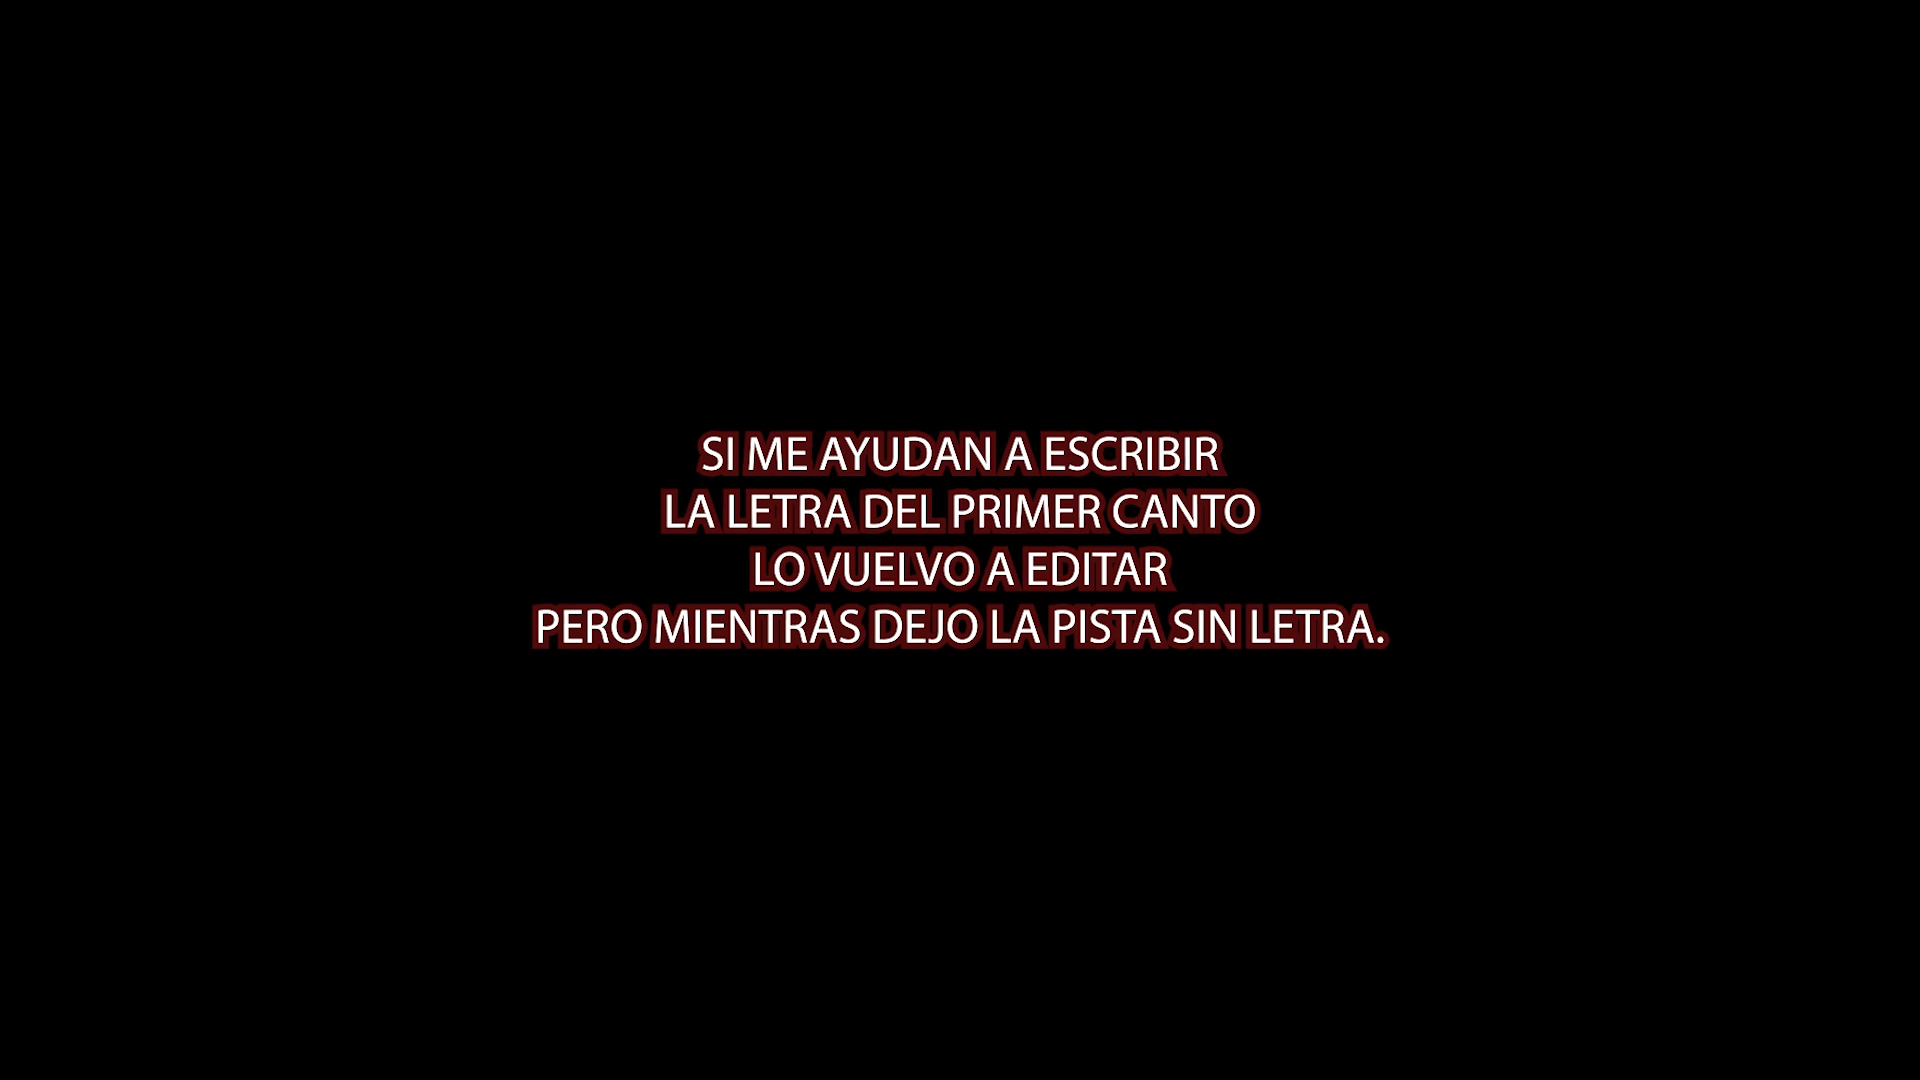 SI ME AYUDAN A ESCRIBIR
LA LETRA DEL PRIMER CANTO
LO VUELVO A EDITAR
PERO MIENTRAS DEJO LA PISTA SIN LETRA.